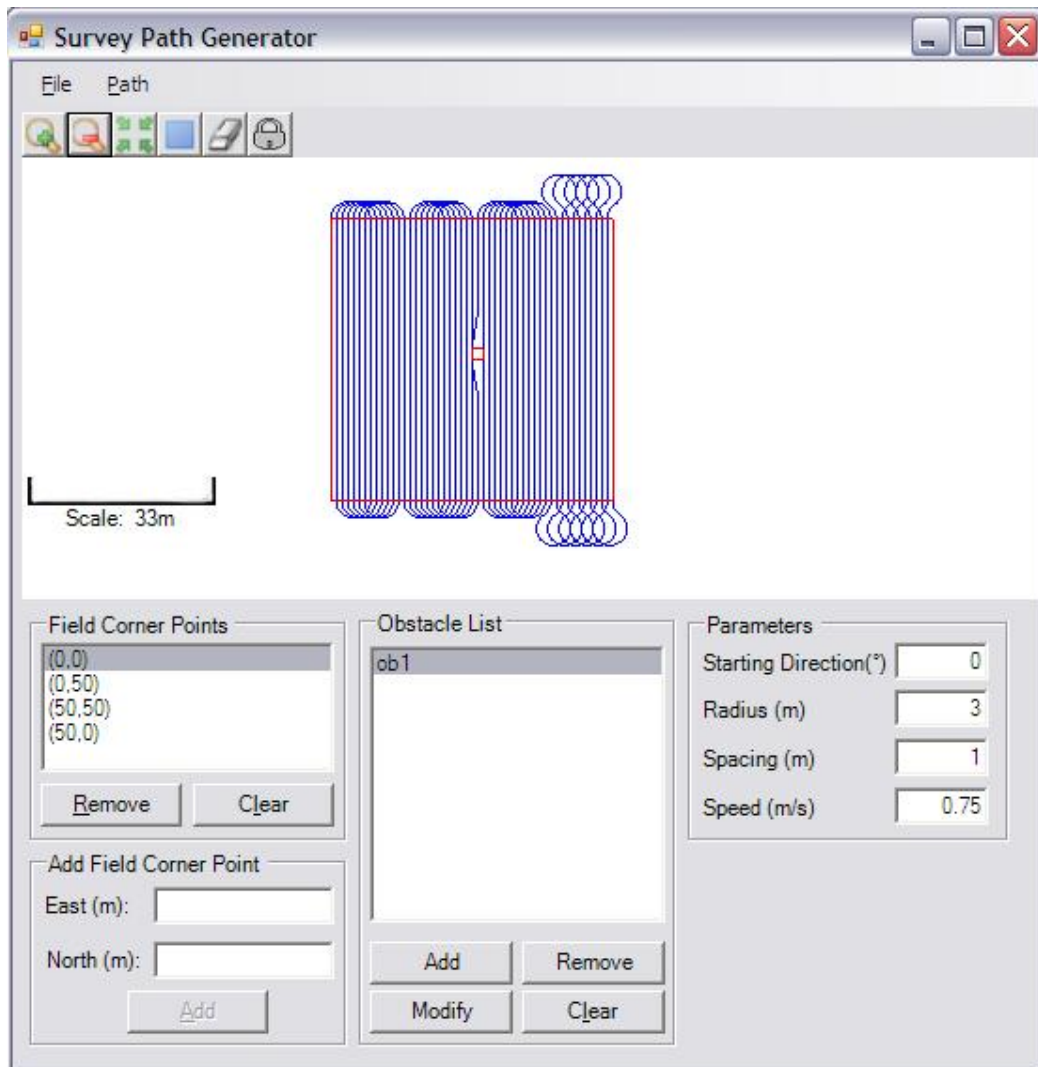 Survey Path Generator
File Path
Scale: 33m
Field Corner Points
(0,0)
(0,50)
(50,50)
(50,0)
Remove Clear
Add Field Corner Point
East (m):
North (m):
Add
Obstacle List
ob1
Add Remove
Modify Clear
Parameters
Starting Direction(°) 0
Radius (m) 3
Spacing (m) 1
Speed (m/s) 0.75